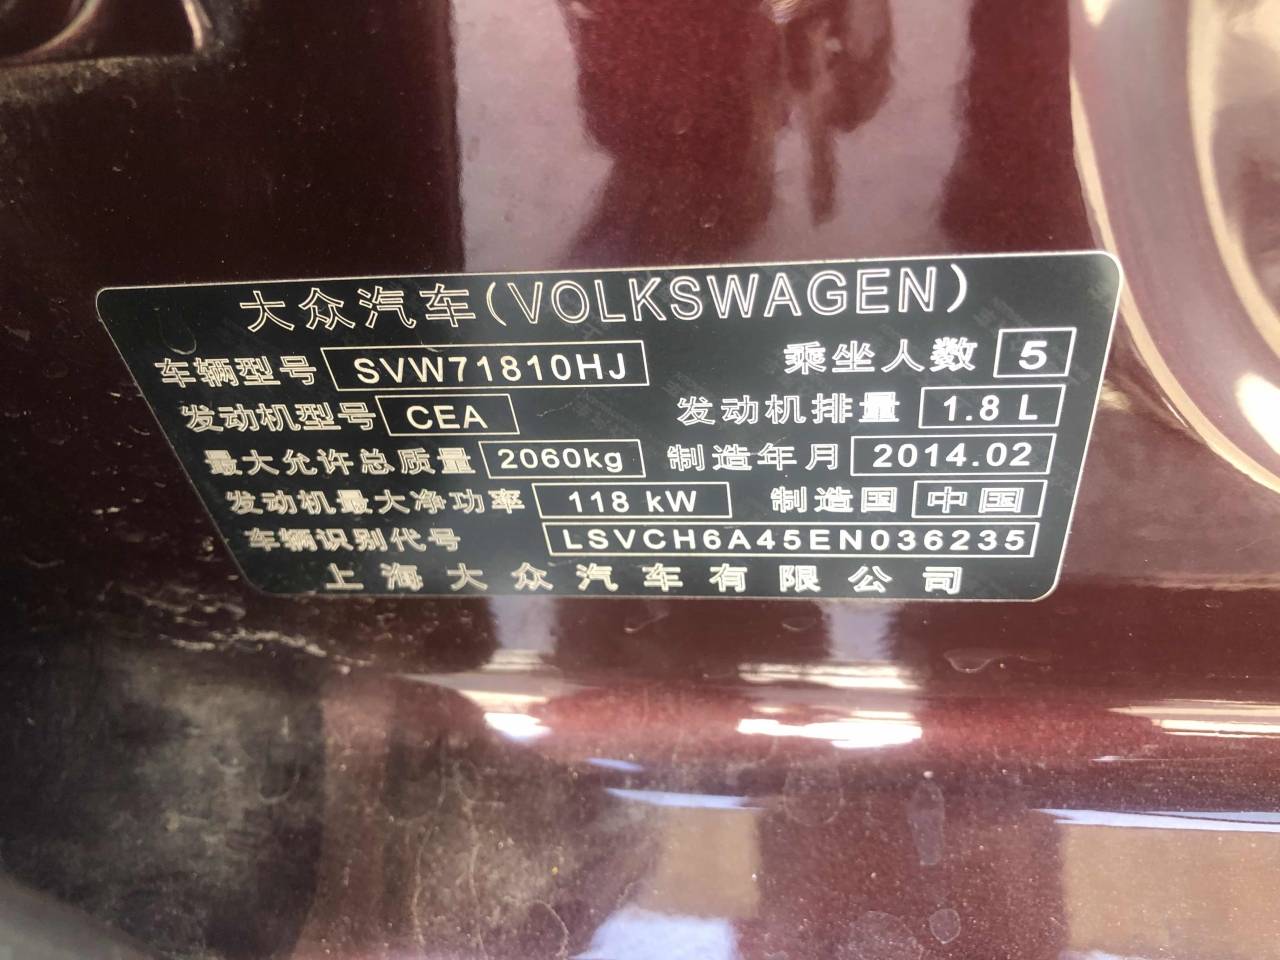 大众汽车(VOLKSWAGEN)
车辆型号 SVW71810HJ 乘坐人数 5
发动机型号 CEA 发动机排量 1.8 L
最大允许总质量 2060kg 制造年月 2014.02
发动机最大净功率 118 kW 制造国 中国
车辆识别代号 LSVCH6A45EN036235
上海大众汽车有限公司